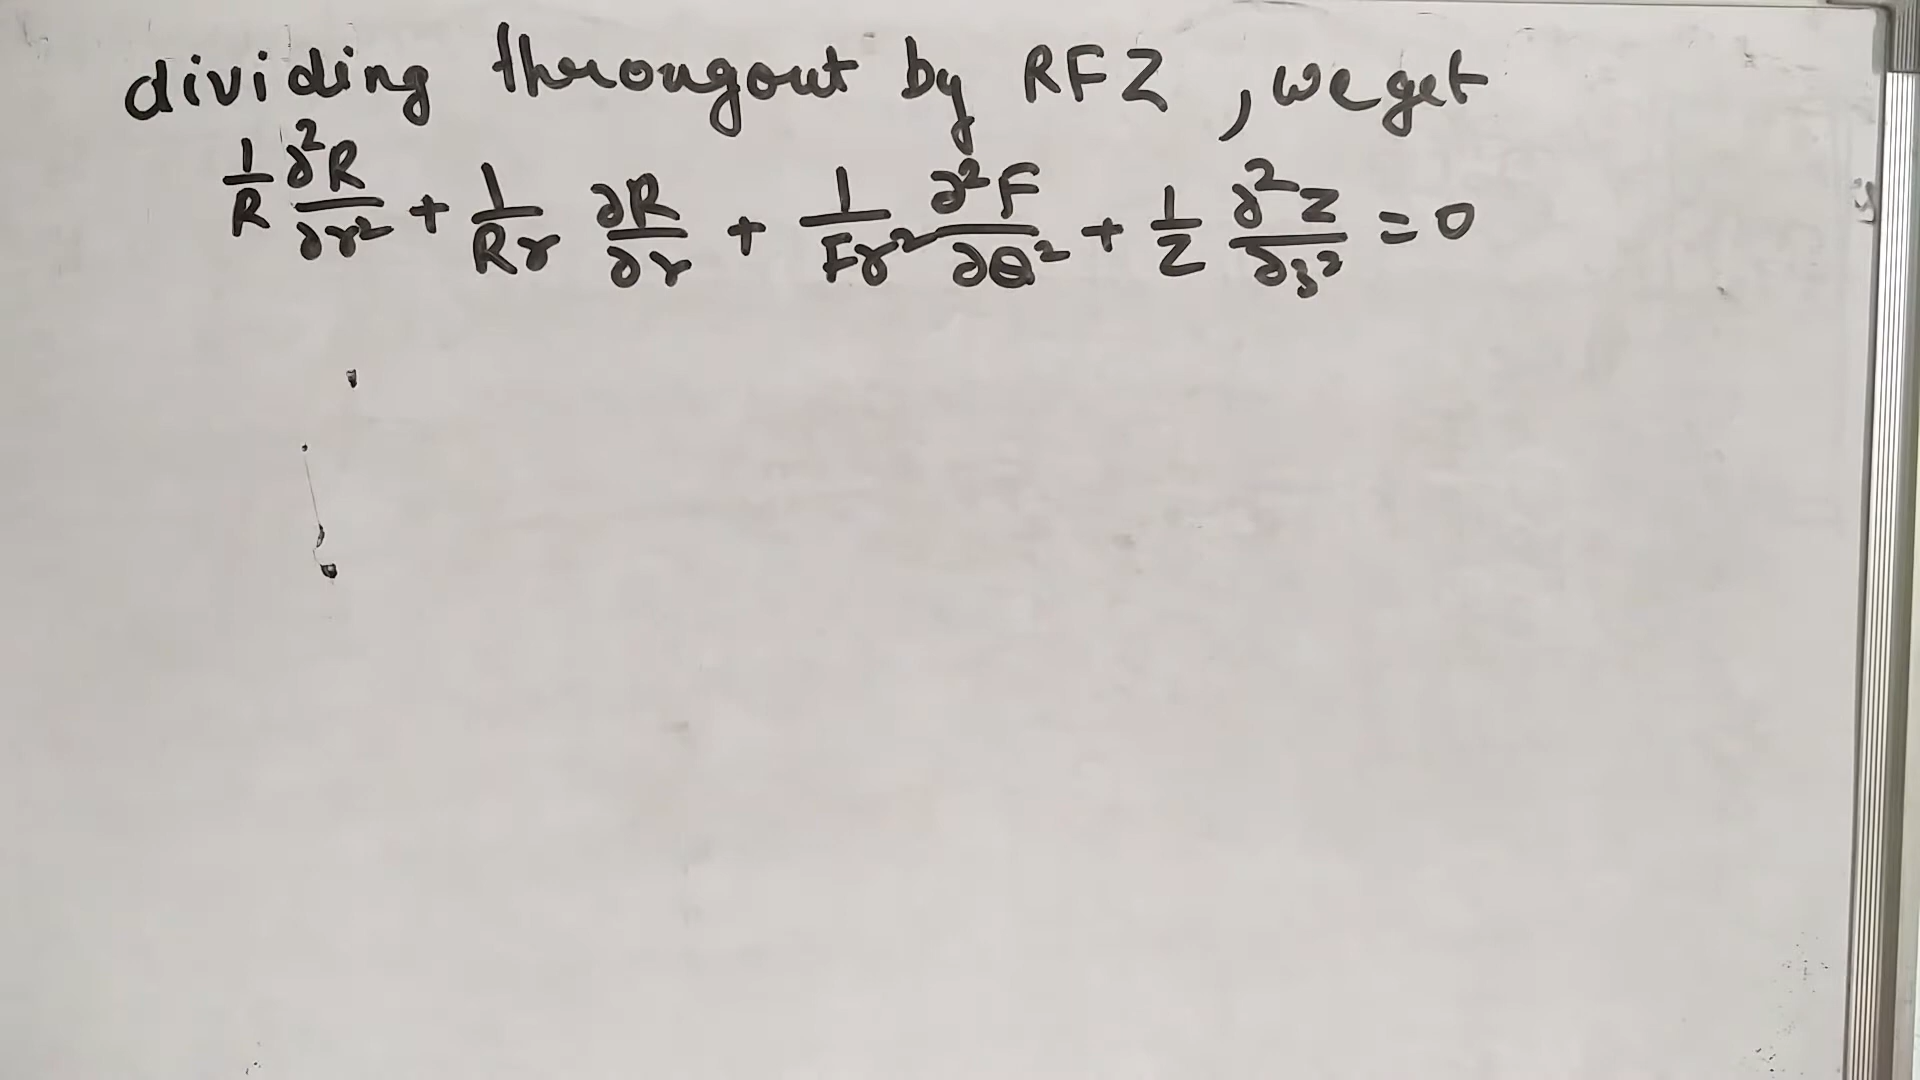 dividing througout by RFZ, we get
1/R ∂²R/∂r² + 1/Rr ∂R/∂r + 1/Fr² ∂²F/∂θ² + 1/Z ∂²Z/∂z² = 0